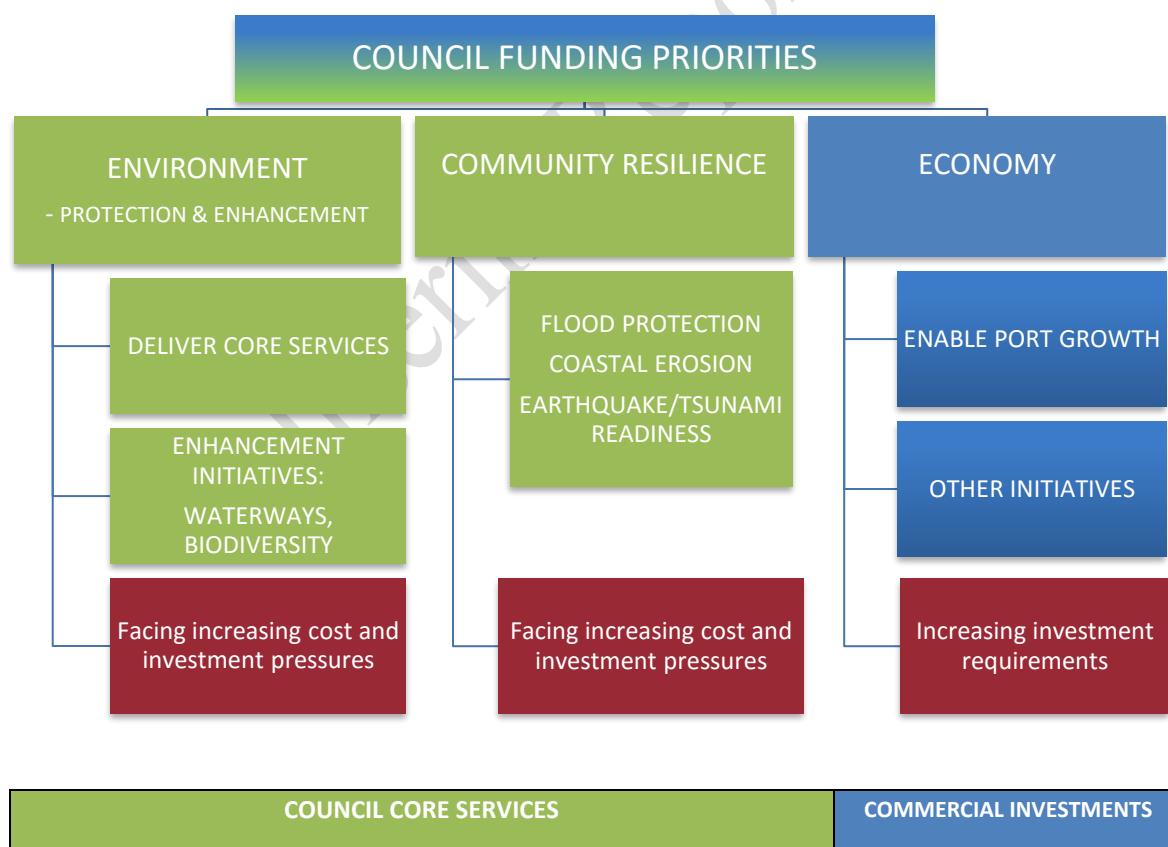 COUNCIL FUNDING PRIORITIES
ENVIRONMENT
- PROTECTION & ENHANCEMENT
DELIVER CORE SERVICES
ENHANCEMENT
INITIATIVES:
WATERWAYS,
BIODIVERSITY
Facing increasing cost and
investment pressures
COMMUNITY RESILIENCE
FLOOD PROTECTION
COASTAL EROSION
EARTHQUAKE/TSUNAMI
READINESS
Facing increasing cost and
investment pressures
ECONOMY
ENABLE PORT GROWTH
OTHER INITIATIVES
Increasing investment
requirements
COUNCIL CORE SERVICES
COMMERCIAL INVESTMENTS